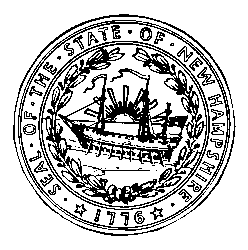 · SEAL · OF · THE · STATE · OF · NEW HAMPSHIRE ·
1776